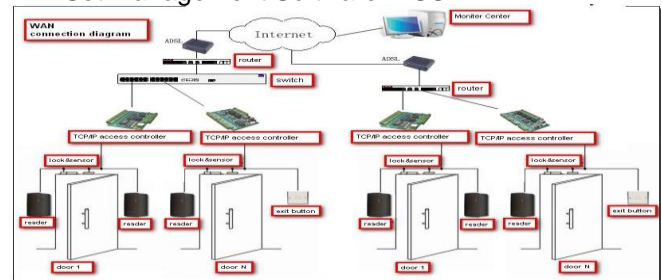 WAN
connection diagram
Internet
Moniter Center
ADSL
router
ADSL
switch
router
TCP/IP access controller
TCP/IP access controller
TCP/IP access controller
TCP/IP access controller
lock&sensor
lock&sensor
lock&sensor
lock&sensor
reader
reader
reader
exit button
reader
reader
reader
exit button
door 1
door N
door 1
door N